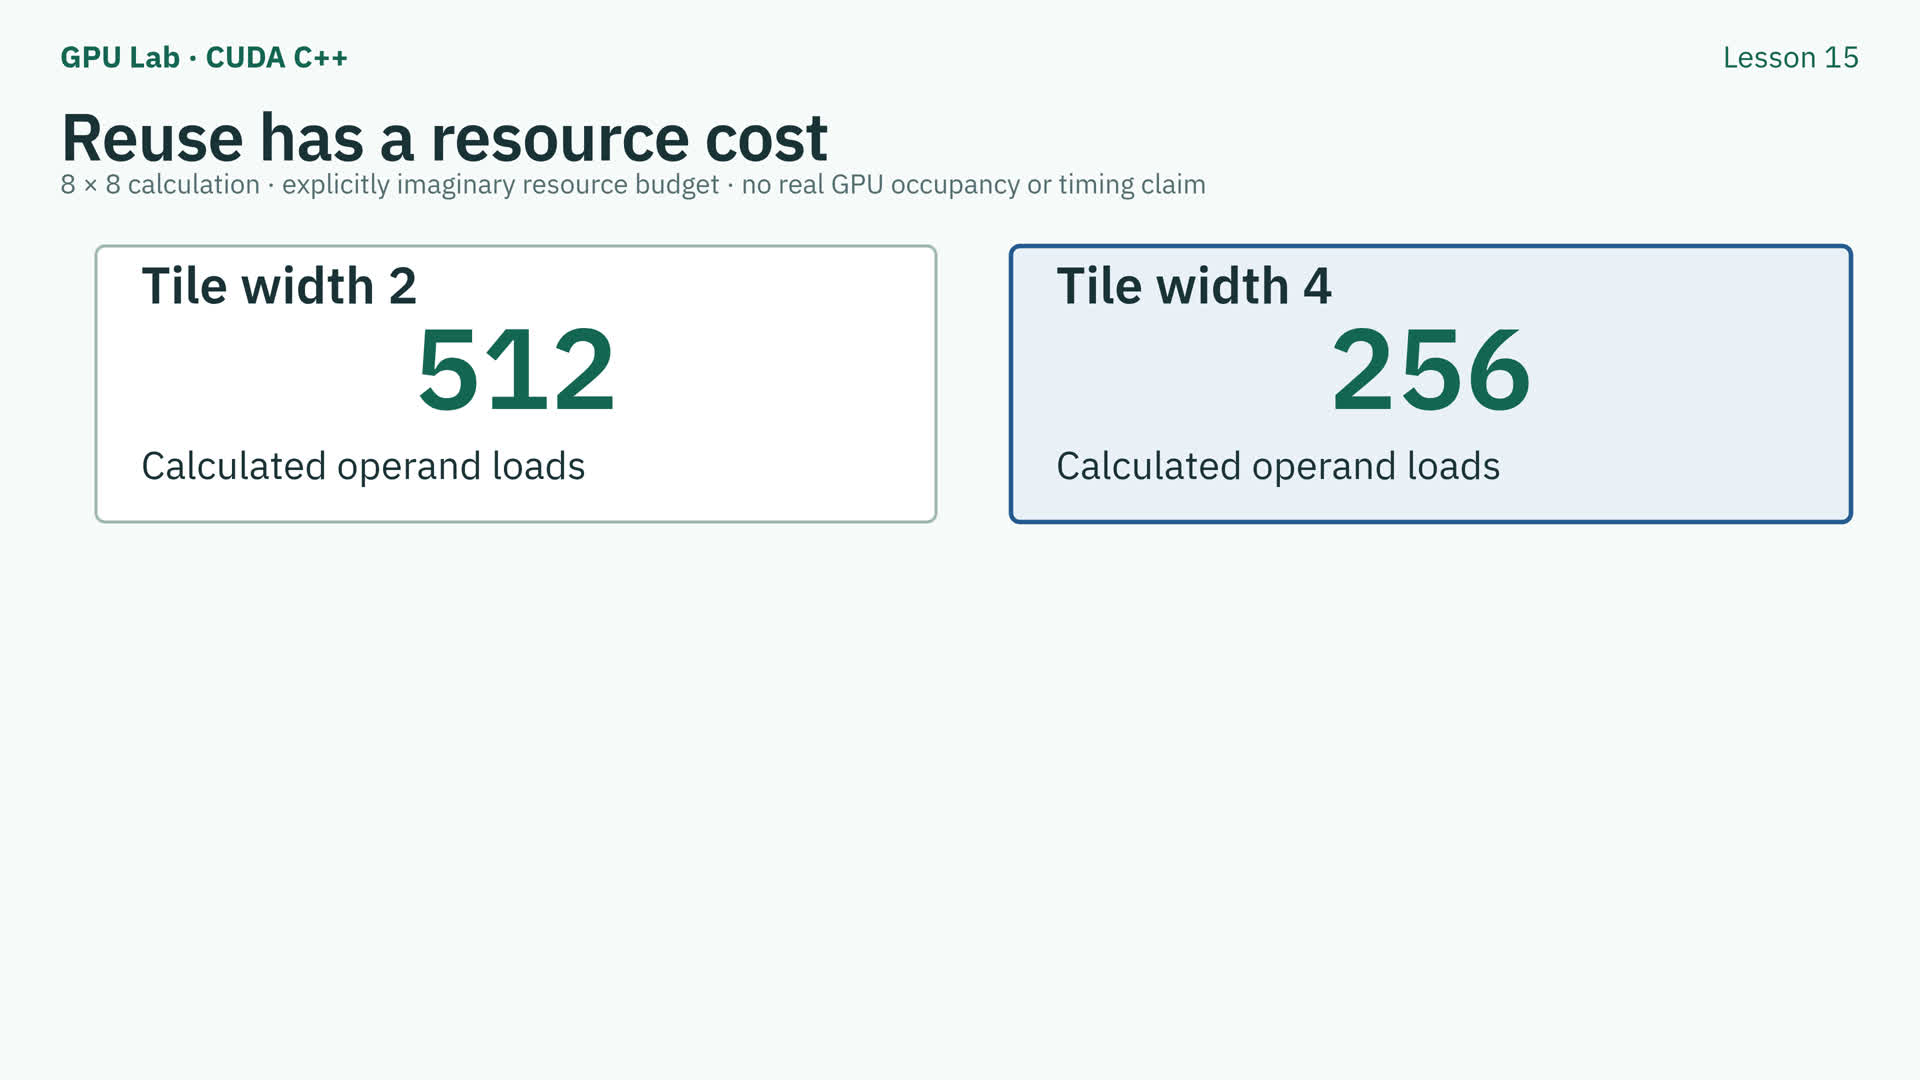 GPU Lab · CUDA C++
Lesson 15
Reuse has a resource cost
8 × 8 calculation · explicitly imaginary resource budget · no real GPU occupancy or timing claim
Tile width 2
512
Calculated operand loads
Tile width 4
256
Calculated operand loads